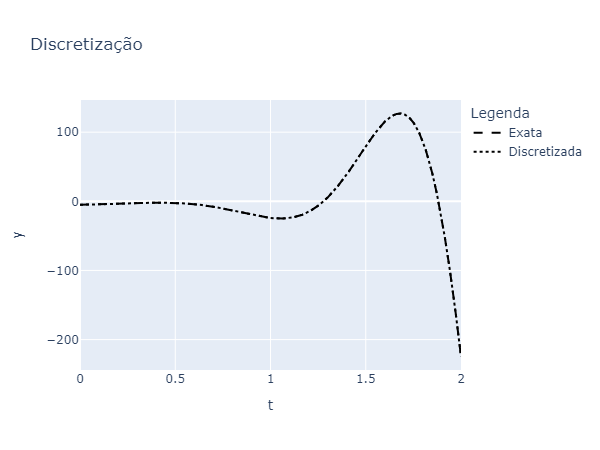 Discretização
Legenda
Exata
Discretizada
100
0
−100
−200
y
0
0.5
1
1.5
2
t